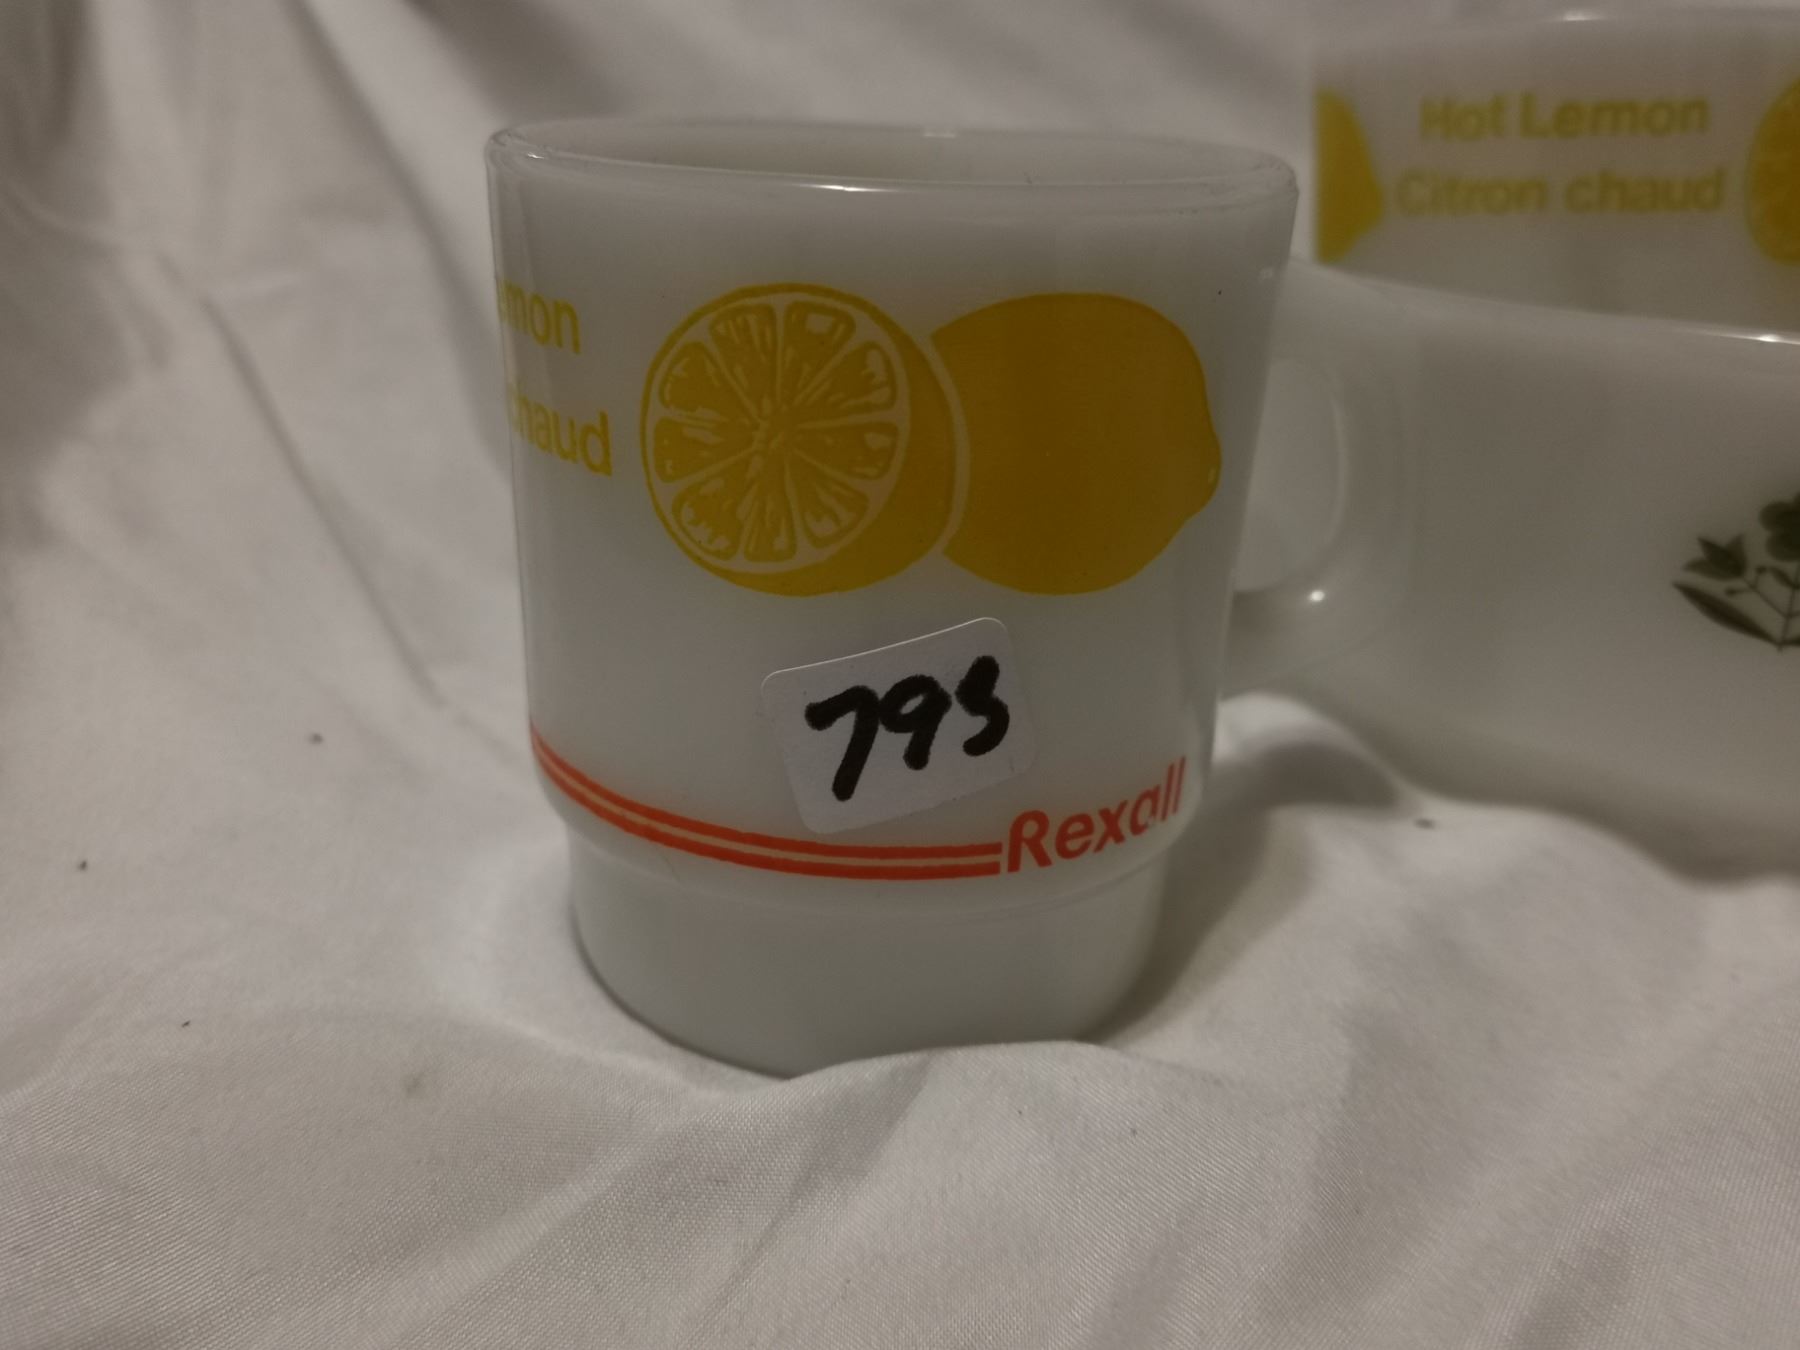 Hot Lemon
Citron chaud
mon
chaud
793
Rexall